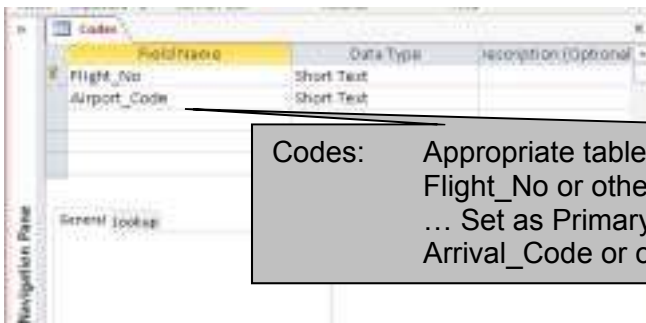 Codes
Field Name Data Type Description (Optional
Flight_No Short Text
Airport_Code Short Text
Codes: Appropriate table
Flight_No or othe
… Set as Primary
Arrival_Code or o
General Lookup
Navigation Pane